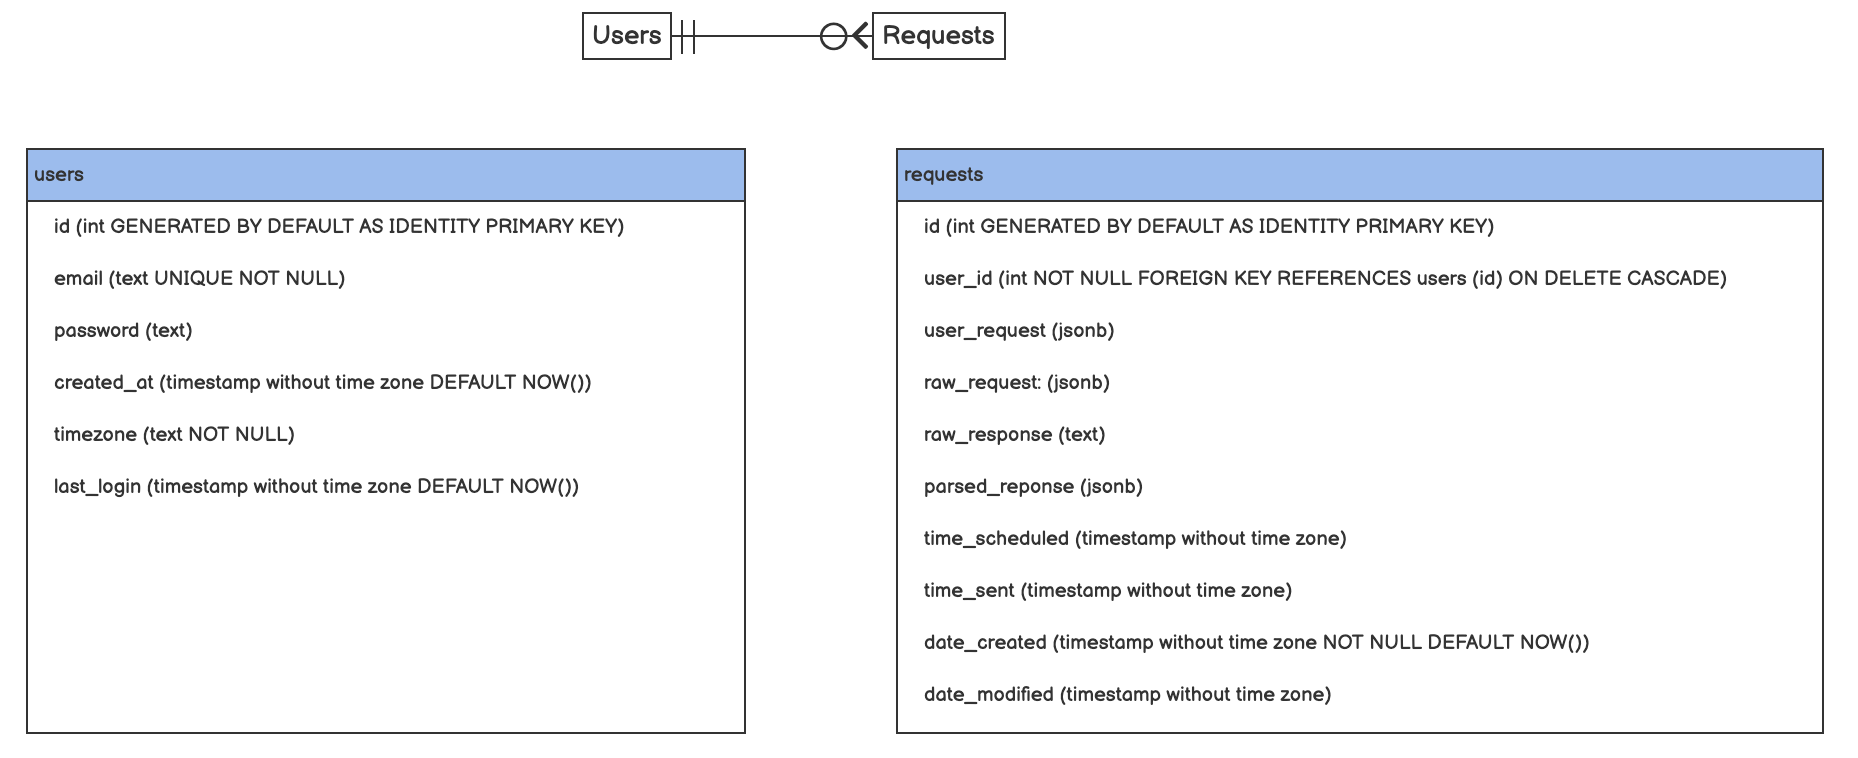 Users
Requests
users
id (int GENERATED BY DEFAULT AS IDENTITY PRIMARY KEY)
email (text UNIQUE NOT NULL)
password (text)
created_at (timestamp without time zone DEFAULT NOW())
timezone (text NOT NULL)
last_login (timestamp without time zone DEFAULT NOW())
requests
id (int GENERATED BY DEFAULT AS IDENTITY PRIMARY KEY)
user_id (int NOT NULL FOREIGN KEY REFERENCES users (id) ON DELETE CASCADE)
user_request (jsonb)
raw_request: (jsonb)
raw_response (text)
parsed_reponse (jsonb)
time_scheduled (timestamp without time zone)
time_sent (timestamp without time zone)
date_created (timestamp without time zone NOT NULL DEFAULT NOW())
date_modified (timestamp without time zone)